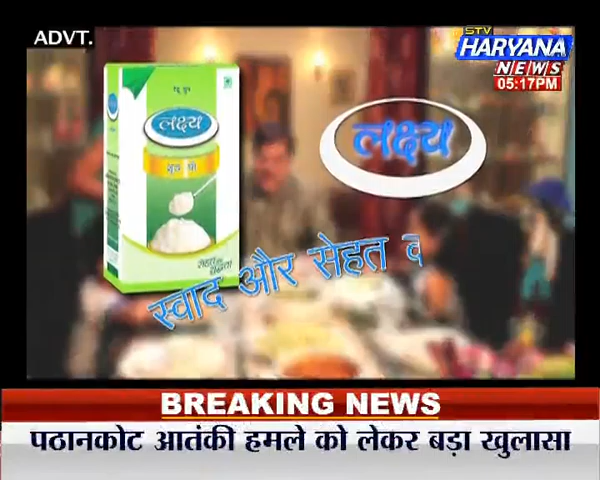 ADVT.
STV
HARYANA
NEWS
05:17PM
लक्ष्य
लक्ष्य
स्वाद और सेहत
BREAKING NEWS
पठानकोट आतंकी हमले को लेकर बड़ा खुलासा